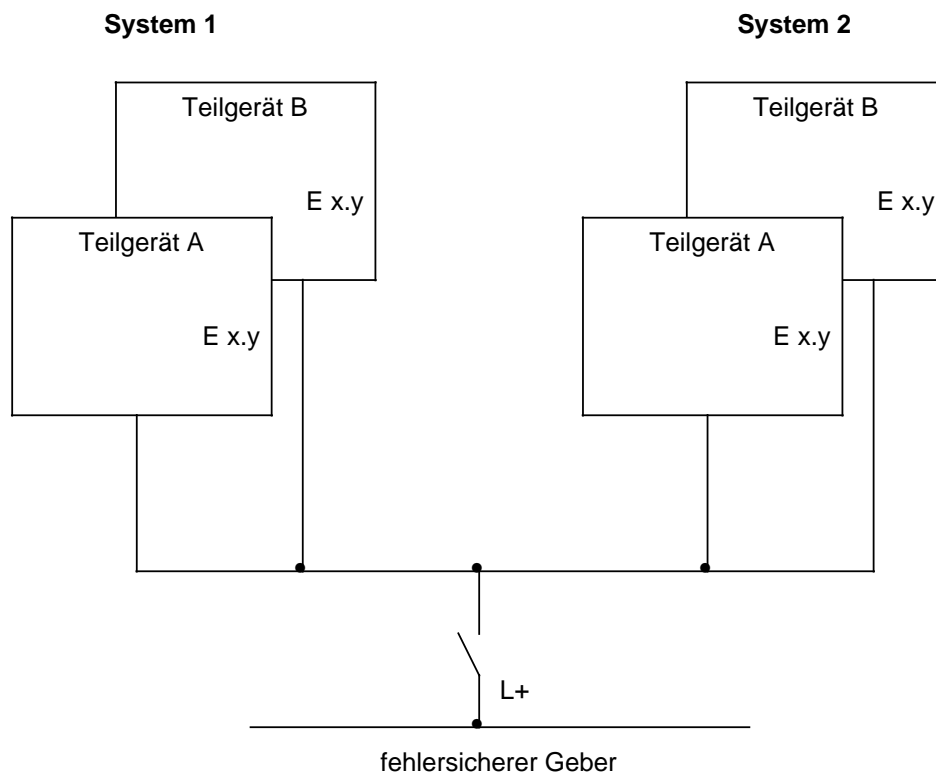 System 1
System 2
Teilgerät B
Teilgerät B
E x.y
E x.y
Teilgerät A
Teilgerät A
E x.y
E x.y
L+
fehlersicherer Geber